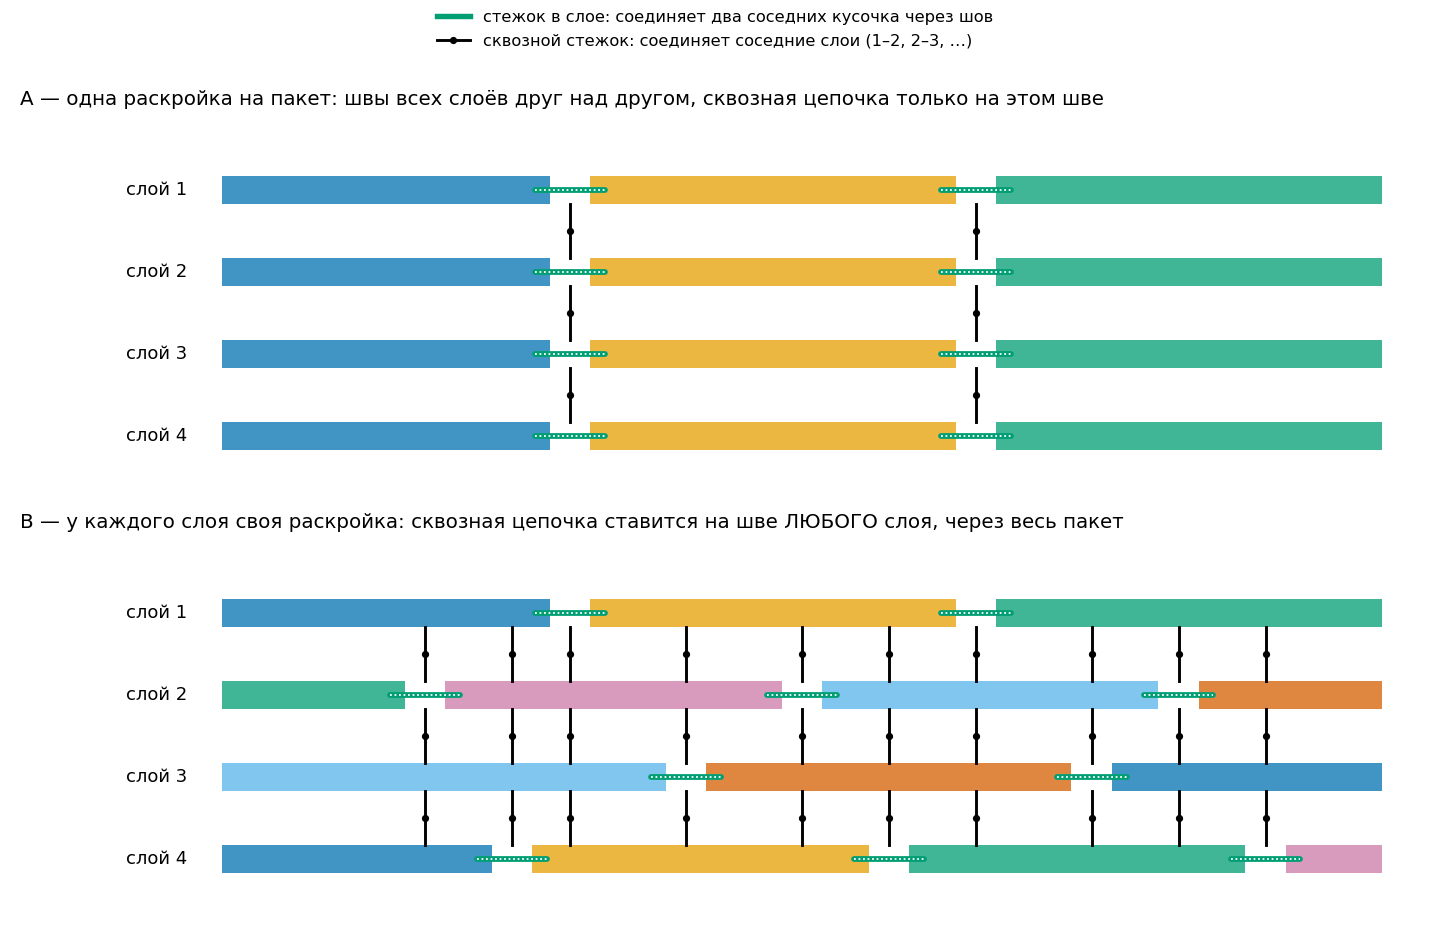 стежок в слое: соединяет два соседних кусочка через шов
сквозной стежок: соединяет соседние слои (1–2, 2–3, …)
A — одна раскройка на пакет: швы всех слоёв друг над другом, сквозная цепочка только на этом шве
слой 1
слой 2
слой 3
слой 4
B — у каждого слоя своя раскройка: сквозная цепочка ставится на шве ЛЮБОГО слоя, через весь пакет
слой 1
слой 2
слой 3
слой 4